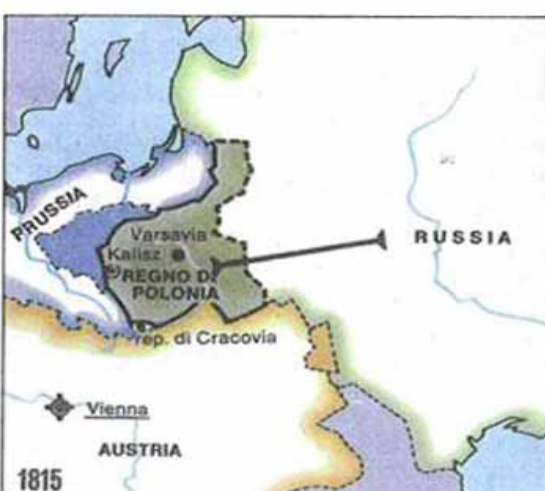 PRUSSIA
Varsavia
Kalisz
REGNO DI
POLONIA
RUSSIA
rep. di Cracovia
Vienna
AUSTRIA
1815